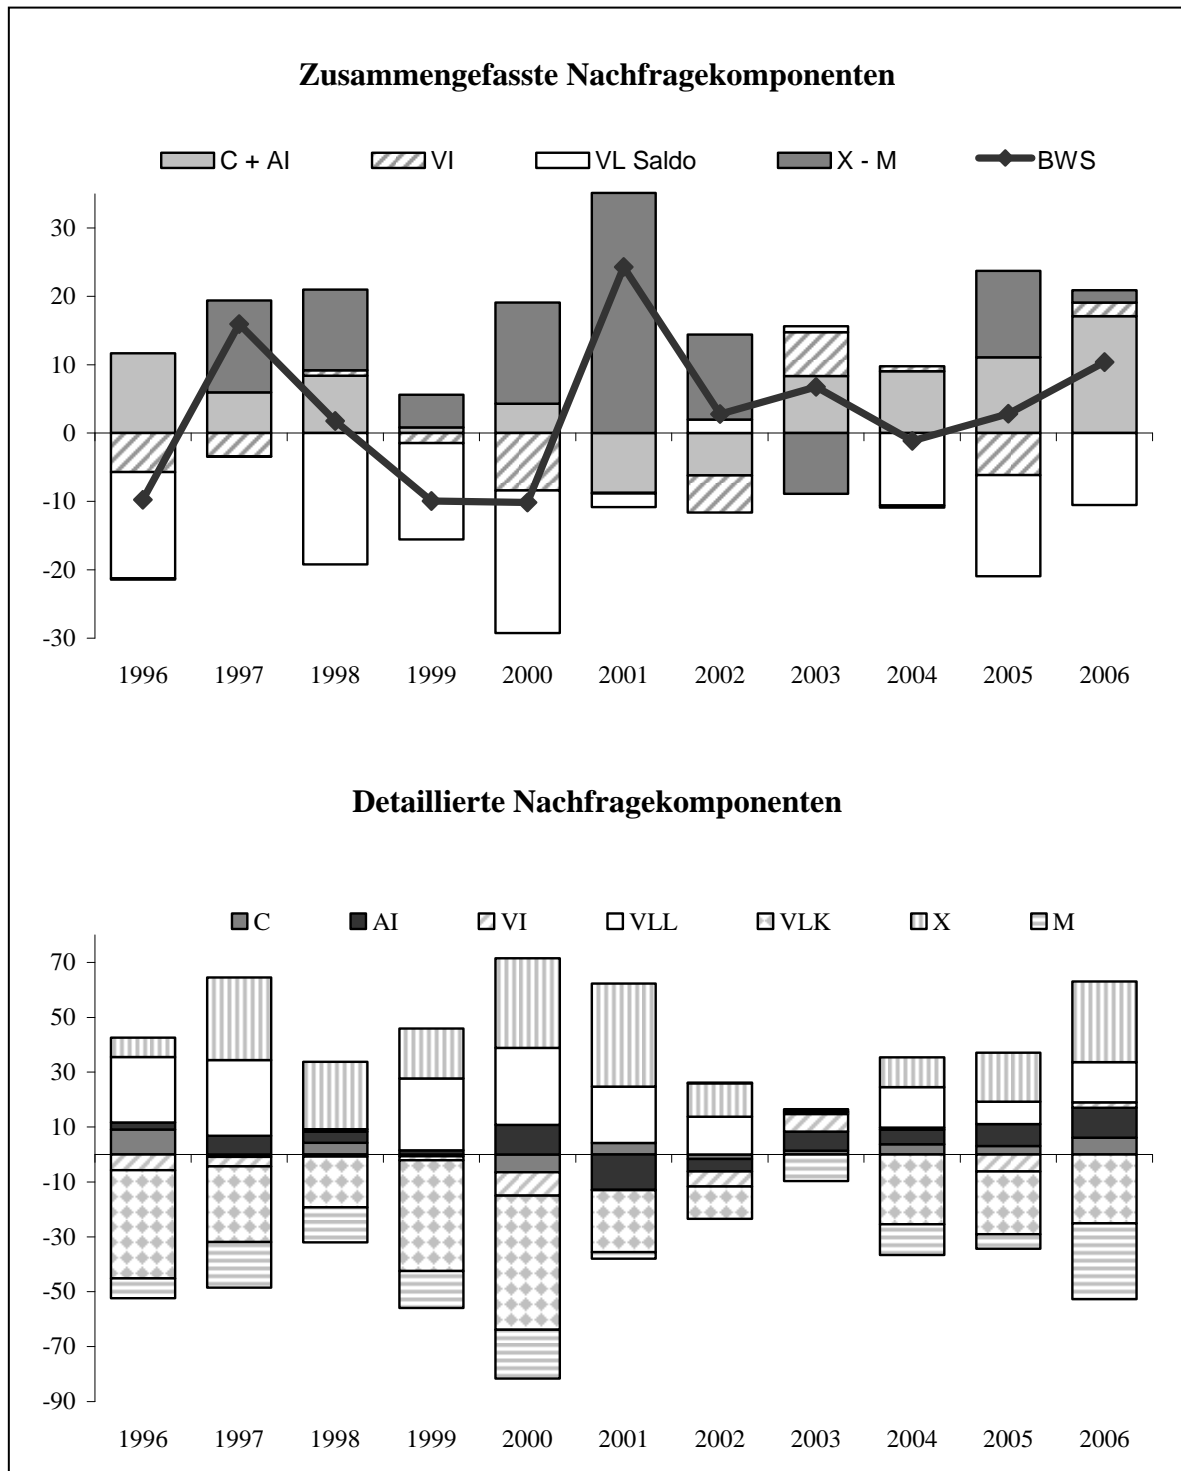 Zusammengefasste Nachfragekomponenten
C + AI VI VL Saldo X - M BWS
30
20
10
0
-10
-20
-30
1996 1997 1998 1999 2000 2001 2002 2003 2004 2005 2006
Detaillierte Nachfragekomponenten
C AI VI VLL VLK X M
70
50
30
10
-10
-30
-50
-70
-90
1996 1997 1998 1999 2000 2001 2002 2003 2004 2005 2006